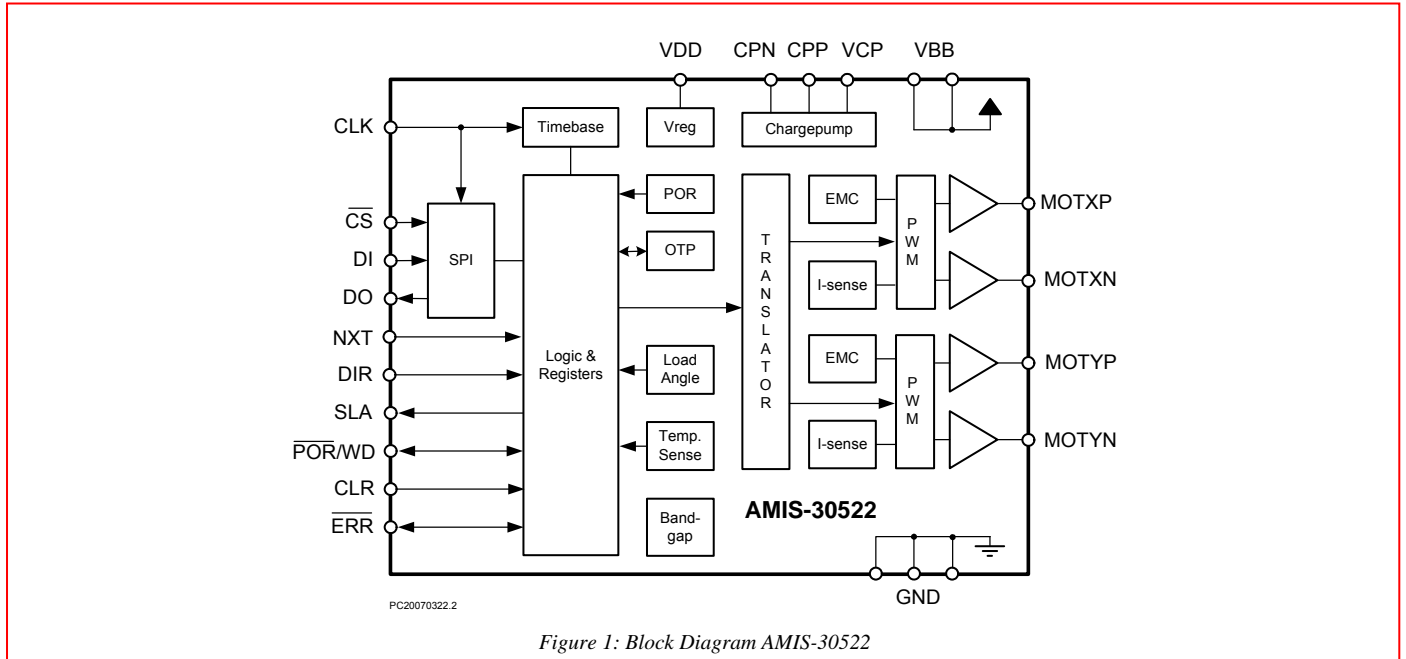 VDD CPN CPP VCP VBB
CLK
Timebase
Vreg
Chargepump
CS
DI
DO
SPI
NXT
DIR
SLA
POR/WD
CLR
ERR
Logic &
Registers
POR
OTP
Load
Angle
Temp.
Sense
Band-
gap
TRANSLATOR
EMC
I-sense
PWM
EMC
I-sense
PWM
MOTXP
MOTXN
MOTYP
MOTYN
AMIS-30522
GND
PC20070322.2
Figure 1: Block Diagram AMIS-30522